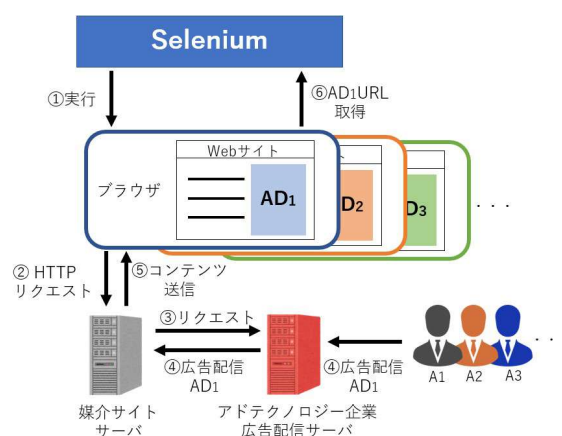 Selenium
①実行
⑥AD1URL
取得
Webサイト
ト
ブラウザ
AD1
D2
D3
・・・
② HTTP
リクエスト
⑤コンテンツ
送信
③リクエスト
④広告配信
AD1
④広告配信
AD1
A1
A2
A3
・・
媒介サイト
サーバ
アドテクノロジー企業
広告配信サーバ